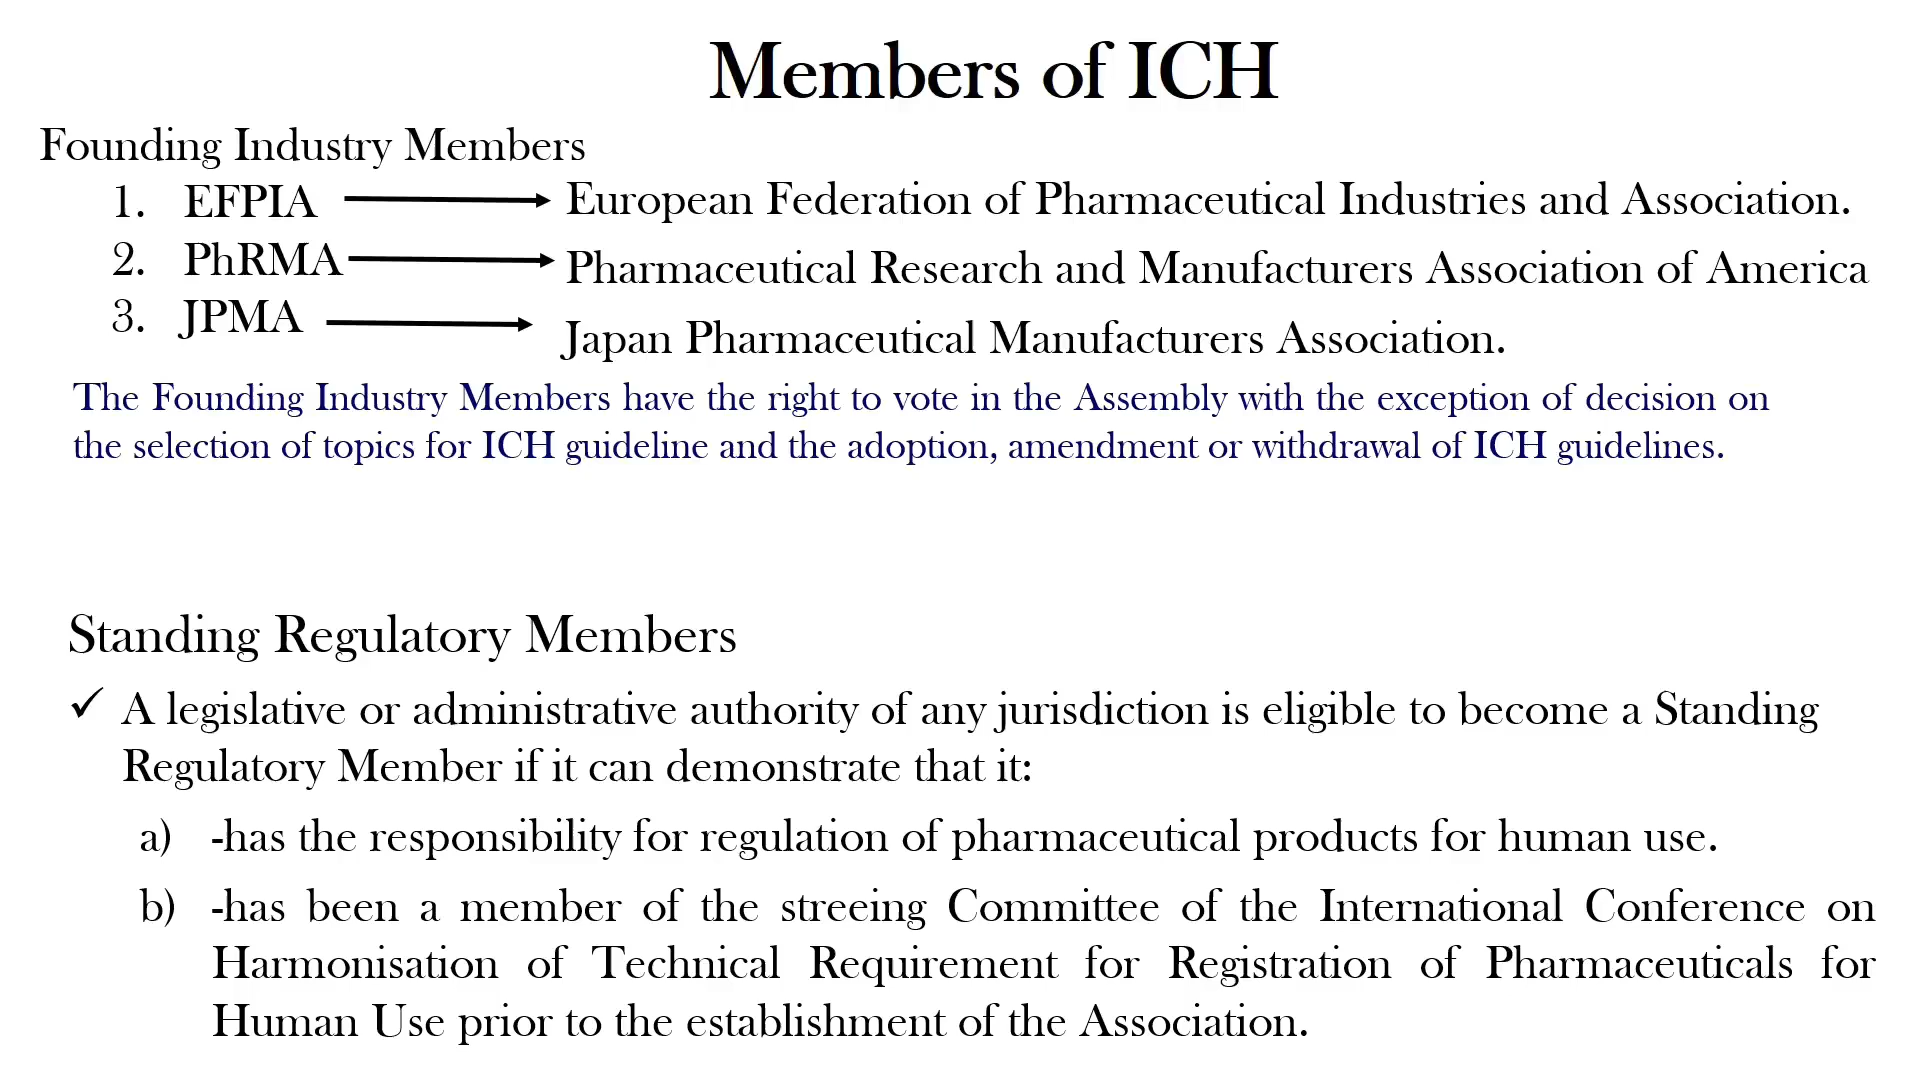 Members of ICH
Founding Industry Members
1. EFPIA
European Federation of Pharmaceutical Industries and Association.
2. PhRMA
Pharmaceutical Research and Manufacturers Association of America
3. JPMA
Japan Pharmaceutical Manufacturers Association.
The Founding Industry Members have the right to vote in the Assembly with the exception of decision on
the selection of topics for ICH guideline and the adoption, amendment or withdrawal of ICH guidelines.
Standing Regulatory Members
✓ A legislative or administrative authority of any jurisdiction is eligible to become a Standing
Regulatory Member if it can demonstrate that it:
a) -has the responsibility for regulation of pharmaceutical products for human use.
b) -has been a member of the streeing Committee of the International Conference on
Harmonisation of Technical Requirement for Registration of Pharmaceuticals for
Human Use prior to the establishment of the Association.